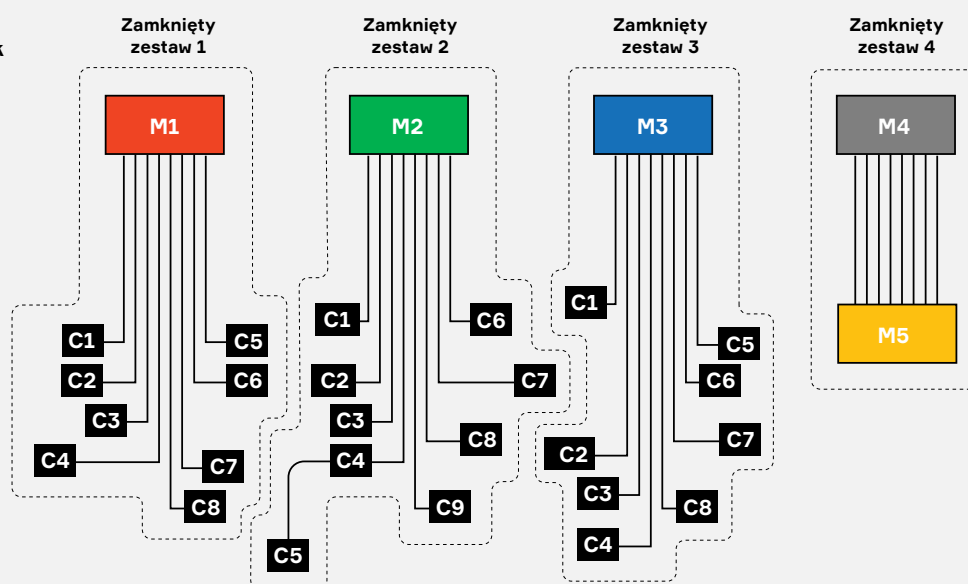 Zamknięty
zestaw 1
Zamknięty
zestaw 2
Zamknięty
zestaw 3
Zamknięty
zestaw 4
k
M1
M2
M3
M4
C1
C2
C3
C4
C5
C6
C7
C8
C1
C2
C3
C4
C5
C6
C7
C8
C9
C1
C2
C3
C4
C5
C6
C7
C8
M5